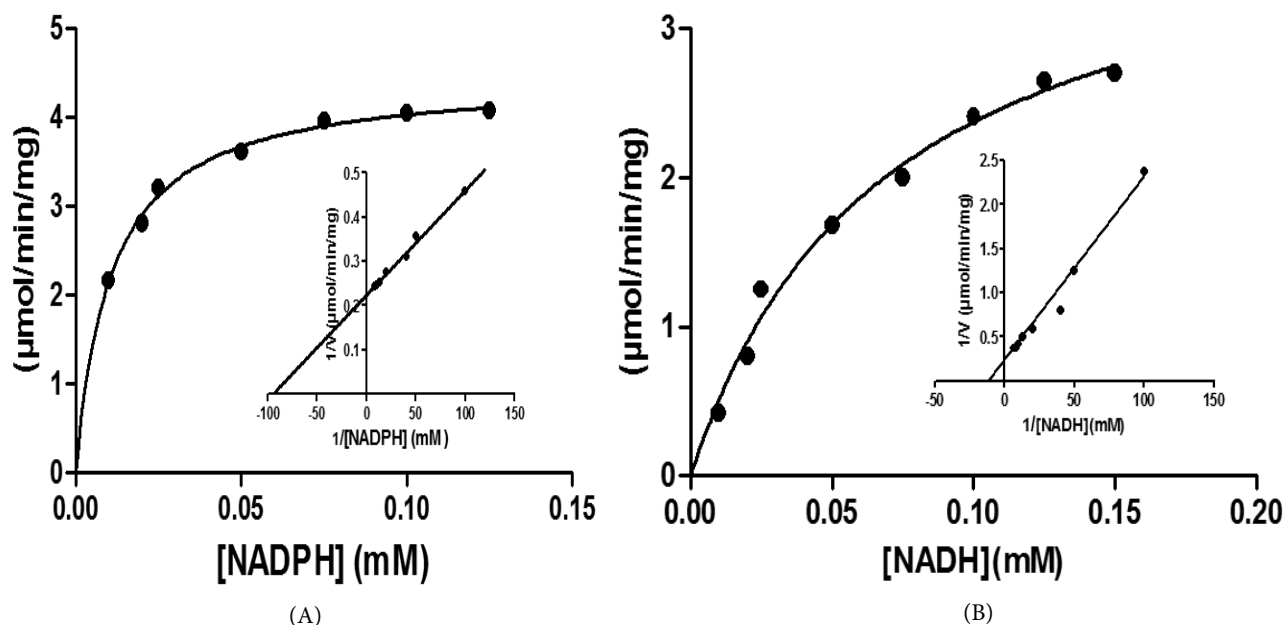 (µmol/min/mg)
5
4
3
2
1
0
0.00 0.05 0.10 0.15
[NADPH] (mM)
1/V (µmol/min/mg)
0.5
0.4
0.3
0.2
0.1
-100 -50 0 50 100 150
1/[NADPH] (mM)
(A)
(µmol/min/mg)
3
2
1
0
0.00 0.05 0.10 0.15 0.20
[NADH](mM)
1/V (µmol/min/mg)
2.5
2.0
1.5
1.0
0.5
-50 0 50 100 150
1/[NADH](mM)
(B)